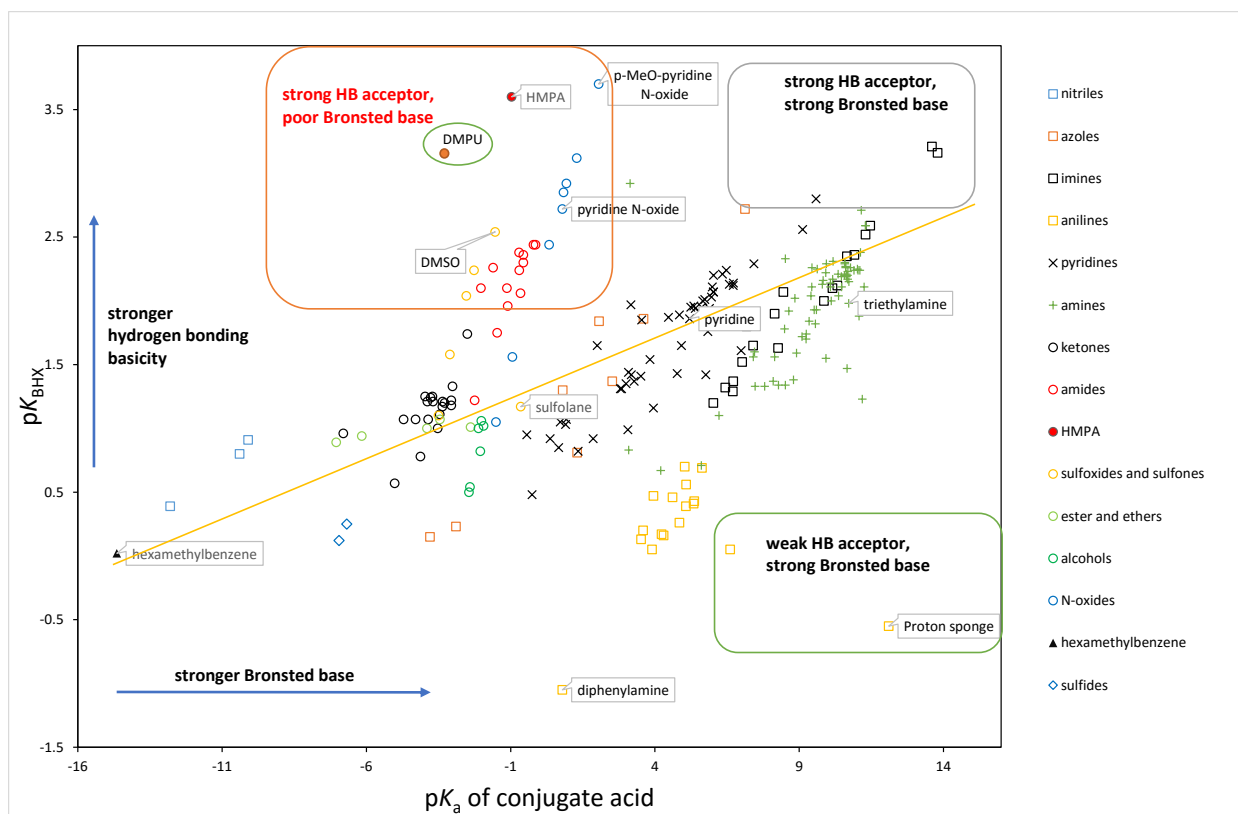 3.5
2.5
1.5
0.5
-0.5
-1.5
pKBHX
-16
-11
-6
-1
4
9
14
pKa of conjugate acid
strong HB acceptor,
poor Bronsted base
HMPA
DMPU
p-MeO-pyridine
N-oxide
pyridine N-oxide
DMSO
strong HB acceptor,
strong Bronsted base
stronger
hydrogen bonding
basicity
pyridine
triethylamine
sulfolane
hexamethylbenzene
weak HB acceptor,
strong Bronsted base
Proton sponge
stronger Bronsted base
diphenylamine
nitriles
azoles
imines
anilines
pyridines
amines
ketones
amides
HMPA
sulfoxides and sulfones
ester and ethers
alcohols
N-oxides
hexamethylbenzene
sulfides